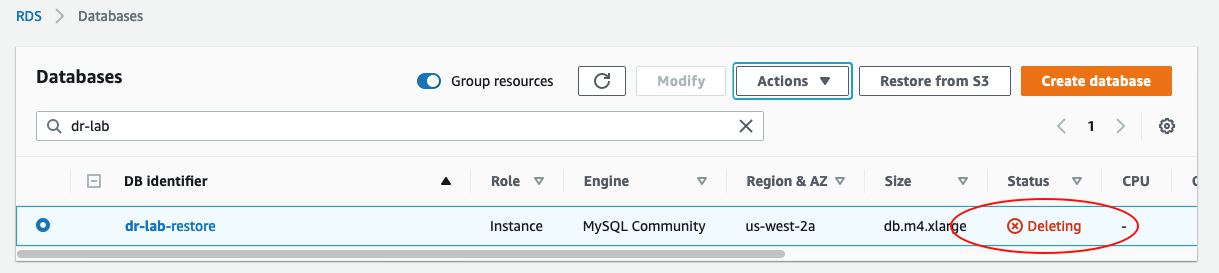 RDS > Databases
Databases Group resources Modify Actions Restore from S3 Create database
dr-lab 1
DB identifier Role Engine Region & AZ Size Status CPU
dr-lab-restore Instance MySQL Community us-west-2a db.m4.xlarge Deleting -